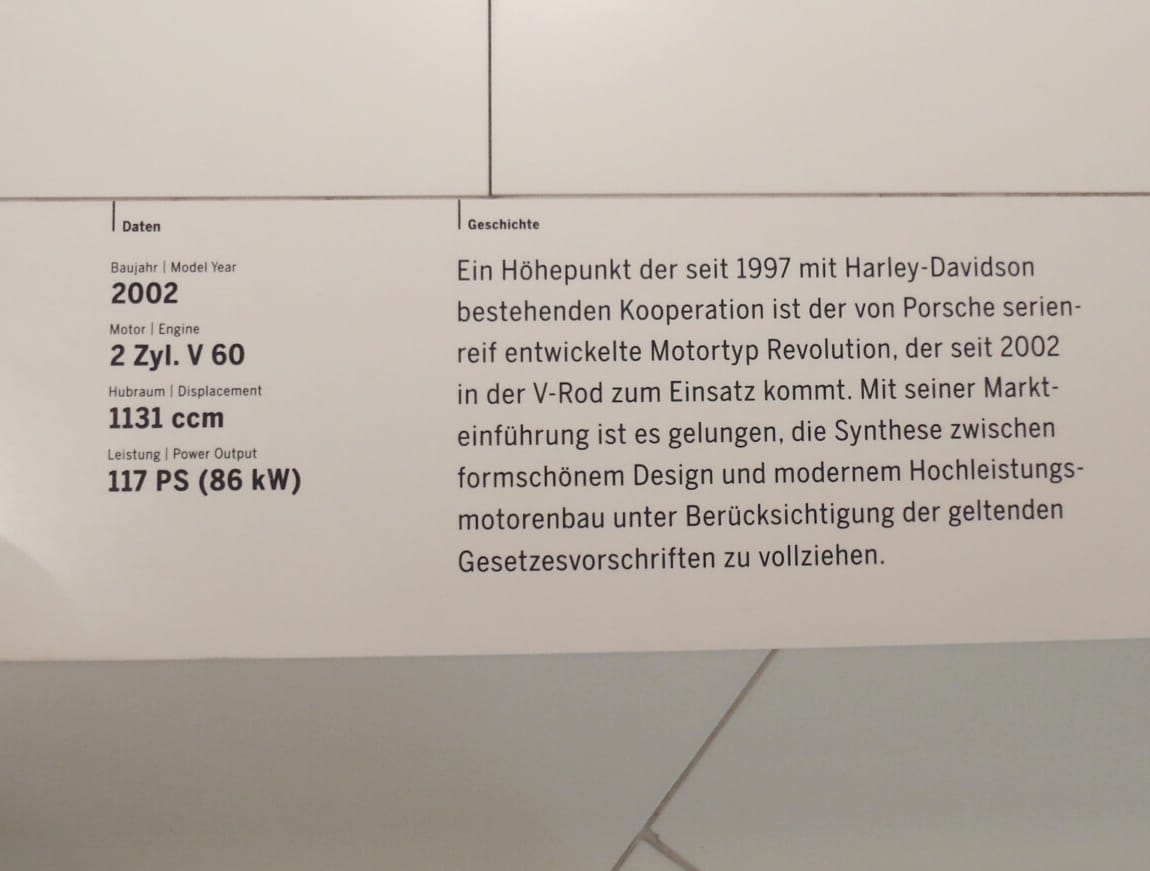 Daten
Baujahr | Model Year
2002
Motor | Engine
2 Zyl. V 60
Hubraum | Displacement
1131 ccm
Leistung | Power Output
117 PS (86 kW)
Geschichte
Ein Höhepunkt der seit 1997 mit Harley-Davidson
bestehenden Kooperation ist der von Porsche serien-
reif entwickelte Motortyp Revolution, der seit 2002
in der V-Rod zum Einsatz kommt. Mit seiner Markt-
einführung ist es gelungen, die Synthese zwischen
formschönem Design und modernem Hochleistungs-
motorenbau unter Berücksichtigung der geltenden
Gesetzesvorschriften zu vollziehen.